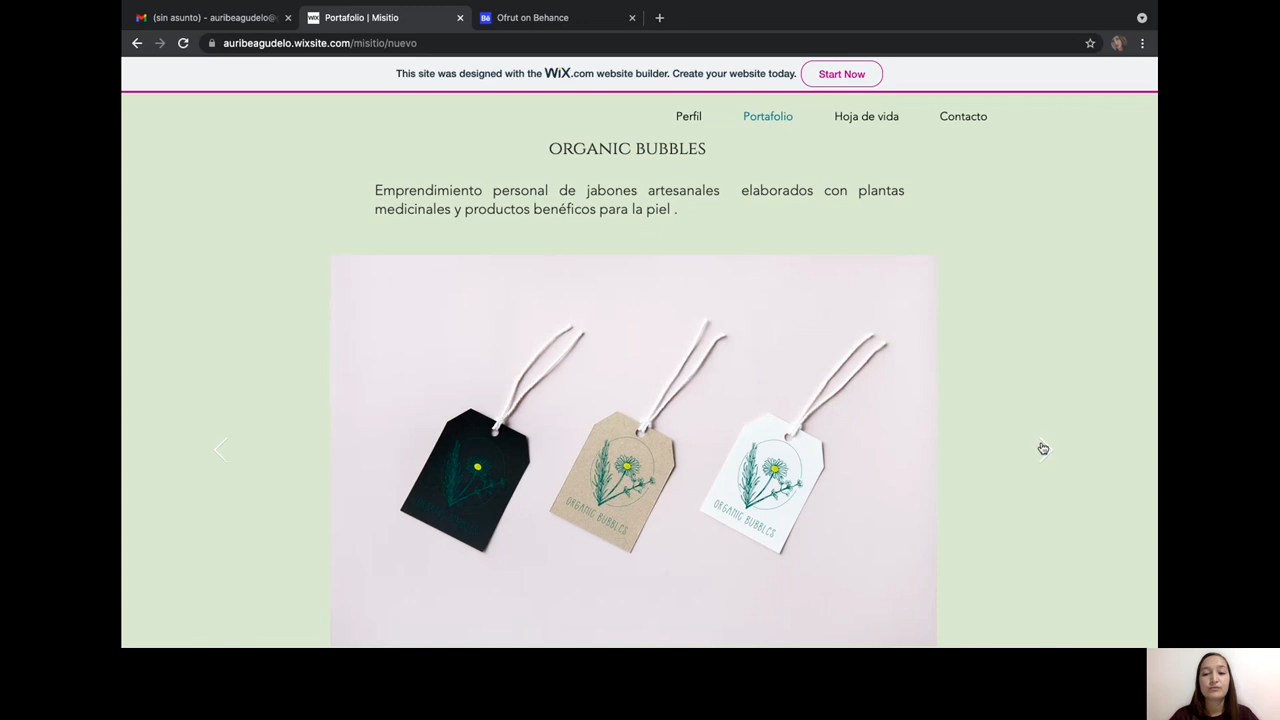 (sin asunto) - auribeagudelo@
WiX Portafolio | Misitio
Bē Ofrut on Behance
auribeagudelo.wixsite.com/misitio/nuevo
This site was designed with the WiX.com website builder. Create your website today. Start Now
Perfil Portafolio Hoja de vida Contacto
ORGANIC BUBBLES
Emprendimiento personal de jabones artesanales elaborados con plantas
medicinales y productos benéficos para la piel .
ORGANIC BUBBLES
ORGANIC BUBBLES